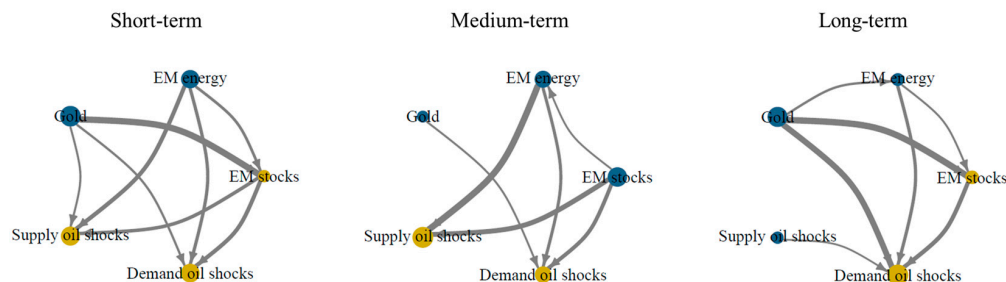 Short-term
Medium-term
Long-term
EM energy
Gold
EM stocks
Supply oil shocks
Demand oil shocks
EM energy
Gold
EM stocks
Supply oil shocks
Demand oil shocks
EM energy
Gold
EM stocks
Supply oil shocks
Demand oil shocks